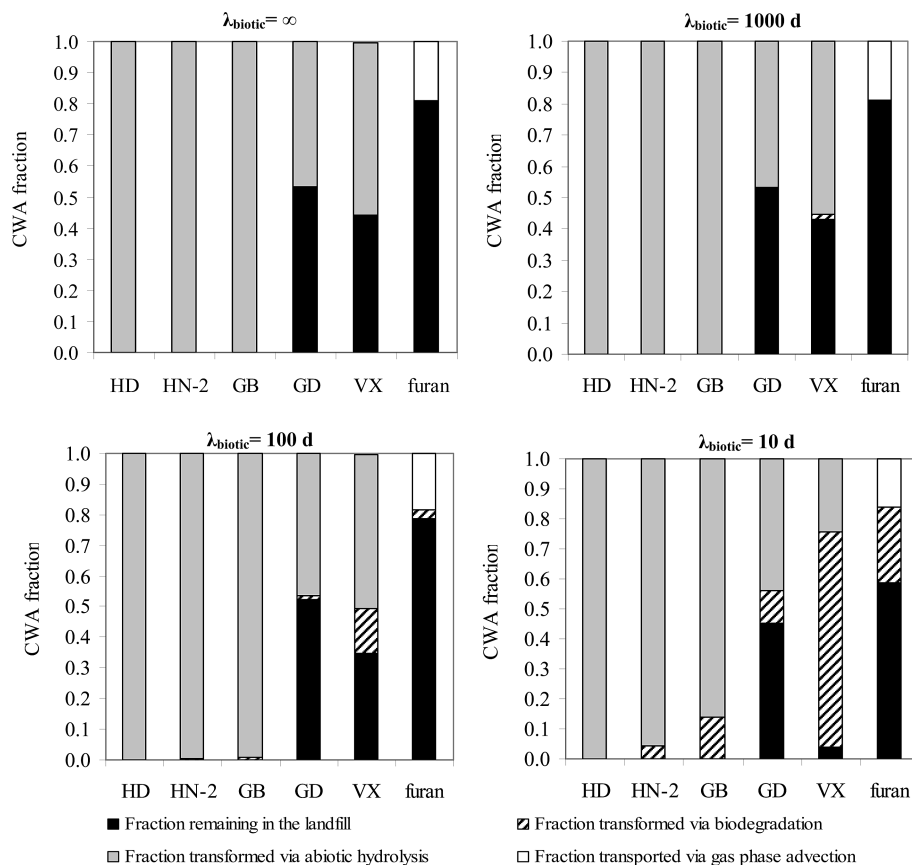 λbiotic= ∞
λbiotic= 1000 d
1.0
0.9
0.8
0.7
0.6
0.5
0.4
0.3
0.2
0.1
0.0
CWA fraction
HD HN-2 GB GD VX furan
1.0
0.9
0.8
0.7
0.6
0.5
0.4
0.3
0.2
0.1
0.0
CWA fraction
HD HN-2 GB GD VX furan
λbiotic= 100 d
λbiotic= 10 d
1.0
0.9
0.8
0.7
0.6
0.5
0.4
0.3
0.2
0.1
0.0
CWA fraction
HD HN-2 GB GD VX furan
1.0
0.9
0.8
0.7
0.6
0.5
0.4
0.3
0.2
0.1
0.0
CWA fraction
HD HN-2 GB GD VX furan
Fraction remaining in the landfill
Fraction transformed via biodegradation
Fraction transformed via abiotic hydrolysis
Fraction transported via gas phase advection